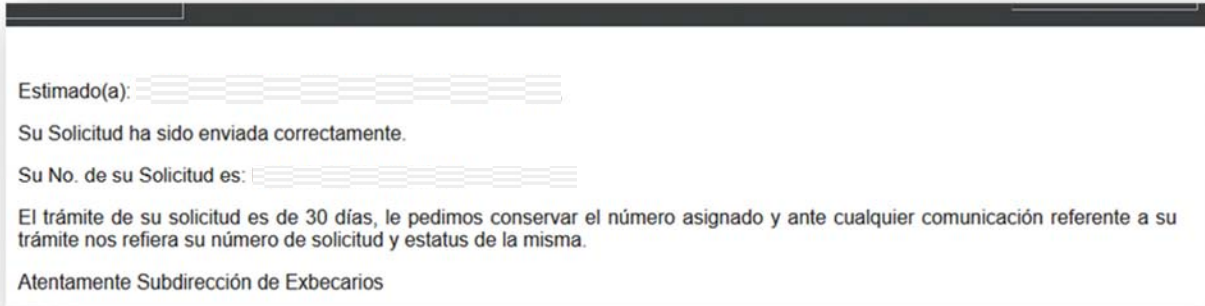 Estimado(a):
Su Solicitud ha sido enviada correctamente.
Su No. de su Solicitud es:
El trámite de su solicitud es de 30 días, le pedimos conservar el número asignado y ante cualquier comunicación referente a su
trámite nos refiera su número de solicitud y estatus de la misma.
Atentamente Subdirección de Exbecarios